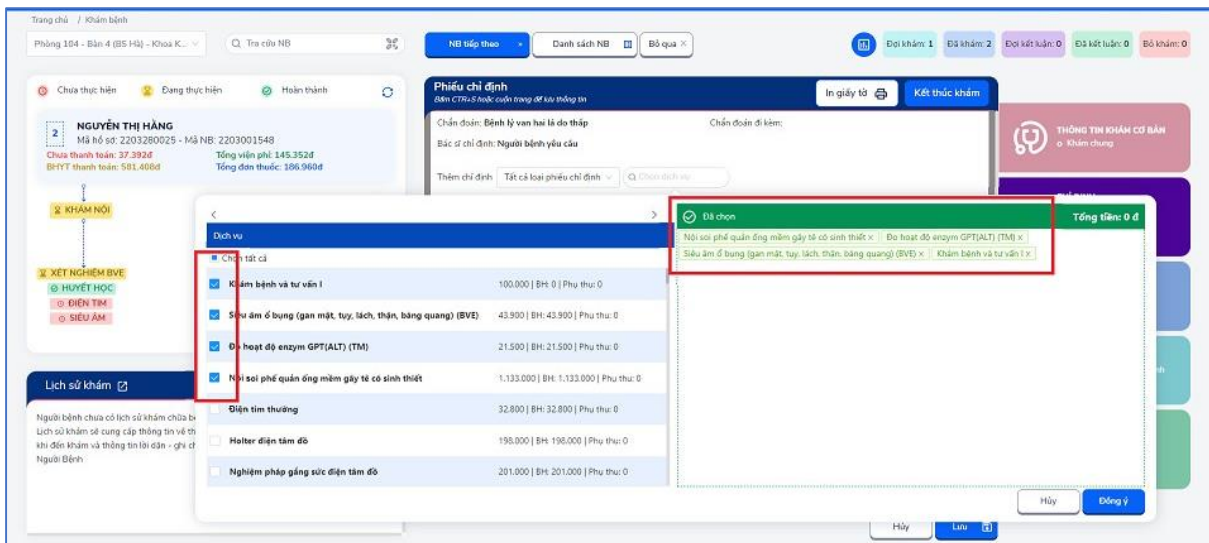 Trang chủ / Khám bệnh
Phòng 104 - Bàn 4 (BS Hà) - Khoa K...
Tra cứu NB
NB tiếp theo
Danh sách NB
Bỏ qua ×
Đợi khám: 1
Đã khám: 2
Đợi kết luận: 0
Đã kết luận: 0
Bỏ khám: 0
Chưa thực hiện
Đang thực hiện
Hoàn thành
2
NGUYỄN THỊ HẰNG
Mã hồ sơ: 2203280025 - Mã NB: 2203001548
Chưa thanh toán: 37.392đ
Tổng viện phí: 145.352đ
BHYT thanh toán: 581.408đ
Tổng đơn thuốc: 186.960đ
KHÁM NỘI
XÉT NGHIỆM BVE
HUYẾT HỌC
ĐIỆN TIM
SIÊU ÂM
Lịch sử khám
Người bệnh chưa có lịch sử khám chữa
Lịch sử khám sẽ cung cấp thông tin về
khi đến khám và thông tin lời dặn - ghi
Người Bệnh
Phiếu chỉ định
Bấm CTR+S hoặc cuộn trang để lưu thông tin
In giấy tờ
Kết thúc khám
Chẩn đoán: Bệnh lý van hai lá do thấp
Chẩn đoán đi kèm:
Bác sĩ chỉ định: Người bệnh yêu cầu
Thêm chỉ định
Tất cả loại phiếu chỉ định
Chọn dịch vụ
THÔNG TIN KHÁM CƠ BẢN
Khám chung
Dịch vụ
Chọn tất cả
Khám bệnh và tư vấn I
100.000 | BH: 0 | Phụ thu: 0
Siêu âm ổ bụng (gan mật, tụy, lách, thận, bàng quang) (BVE)
43.900 | BH: 43.900 | Phụ thu: 0
Đo hoạt độ enzym GPT(ALT) (TM)
21.500 | BH: 21.500 | Phụ thu: 0
Nội soi phế quản ống mềm gây tê có sinh thiết
1.133.000 | BH: 1.133.000 | Phụ thu: 0
Điện tim thường
32.800 | BH: 32.800 | Phụ thu: 0
Holter điện tâm đồ
198.000 | BH: 198.000 | Phụ thu: 0
Nghiệm pháp gắng sức điện tâm đồ
201.000 | BH: 201.000 | Phụ thu: 0
Đã chọn
Tổng tiền: 0 đ
Nội soi phế quản ống mềm gây tê có sinh thiết × Đo hoạt độ enzym GPT(ALT) (TM) ×
Siêu âm ổ bụng (gan mật, tụy, lách, thận, bàng quang) (BVE) × Khám bệnh và tư vấn I ×
Hủy
Đồng ý
Hủy
Lưu